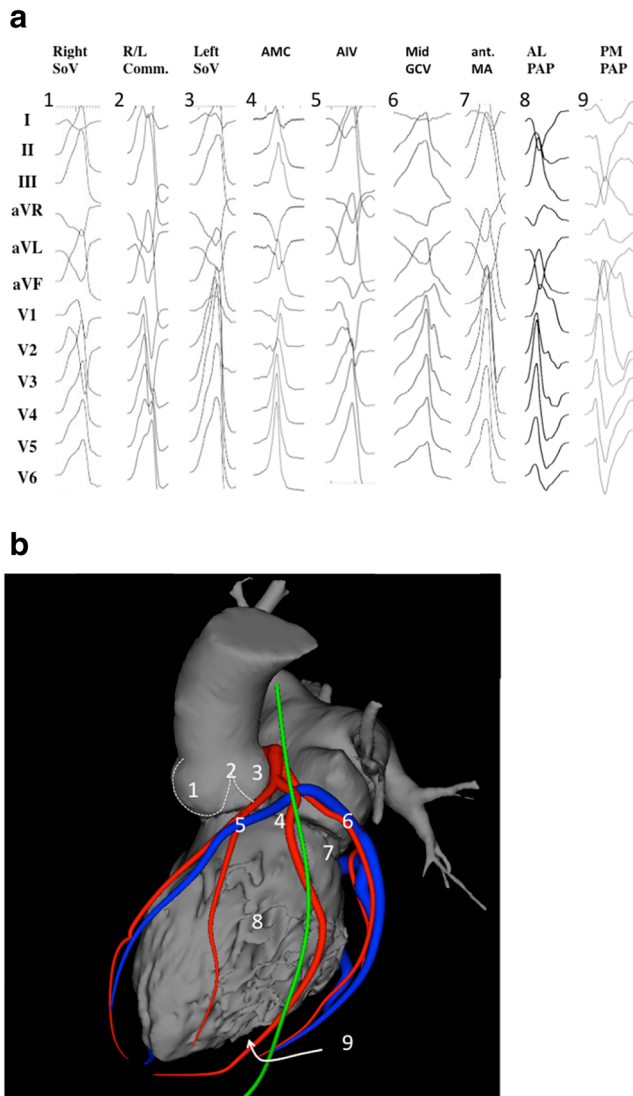 a
Right SoV R/L Comm. Left SoV AMC AIV Mid GCV ant. MA AL PAP PM PAP
1 2 3 4 5 6 7 8 9
I
II
III
aVR
aVL
aVF
V1
V2
V3
V4
V5
V6
b
2
3
1
5
4
6
7
8
9